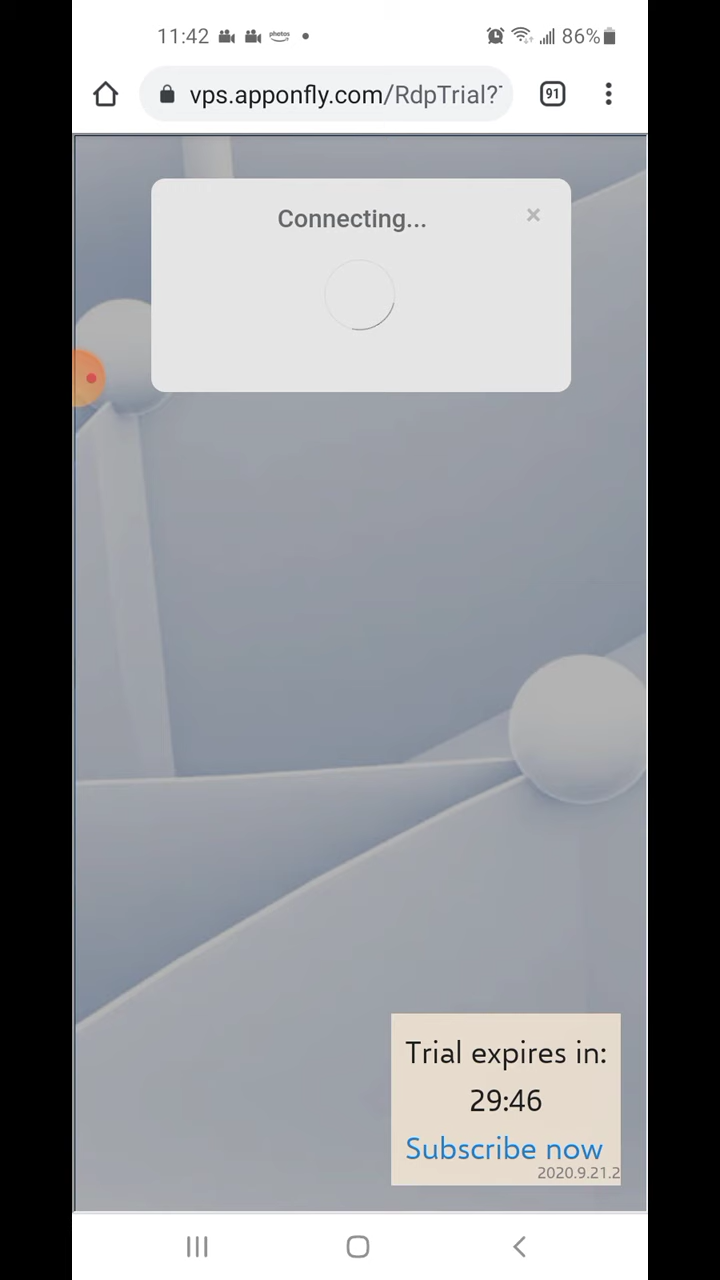 11:42 photos 86%
vps.apponfly.com/RdpTrial?
91
Connecting...
×
Trial expires in:
29:46
Subscribe now
2020.9.21.2